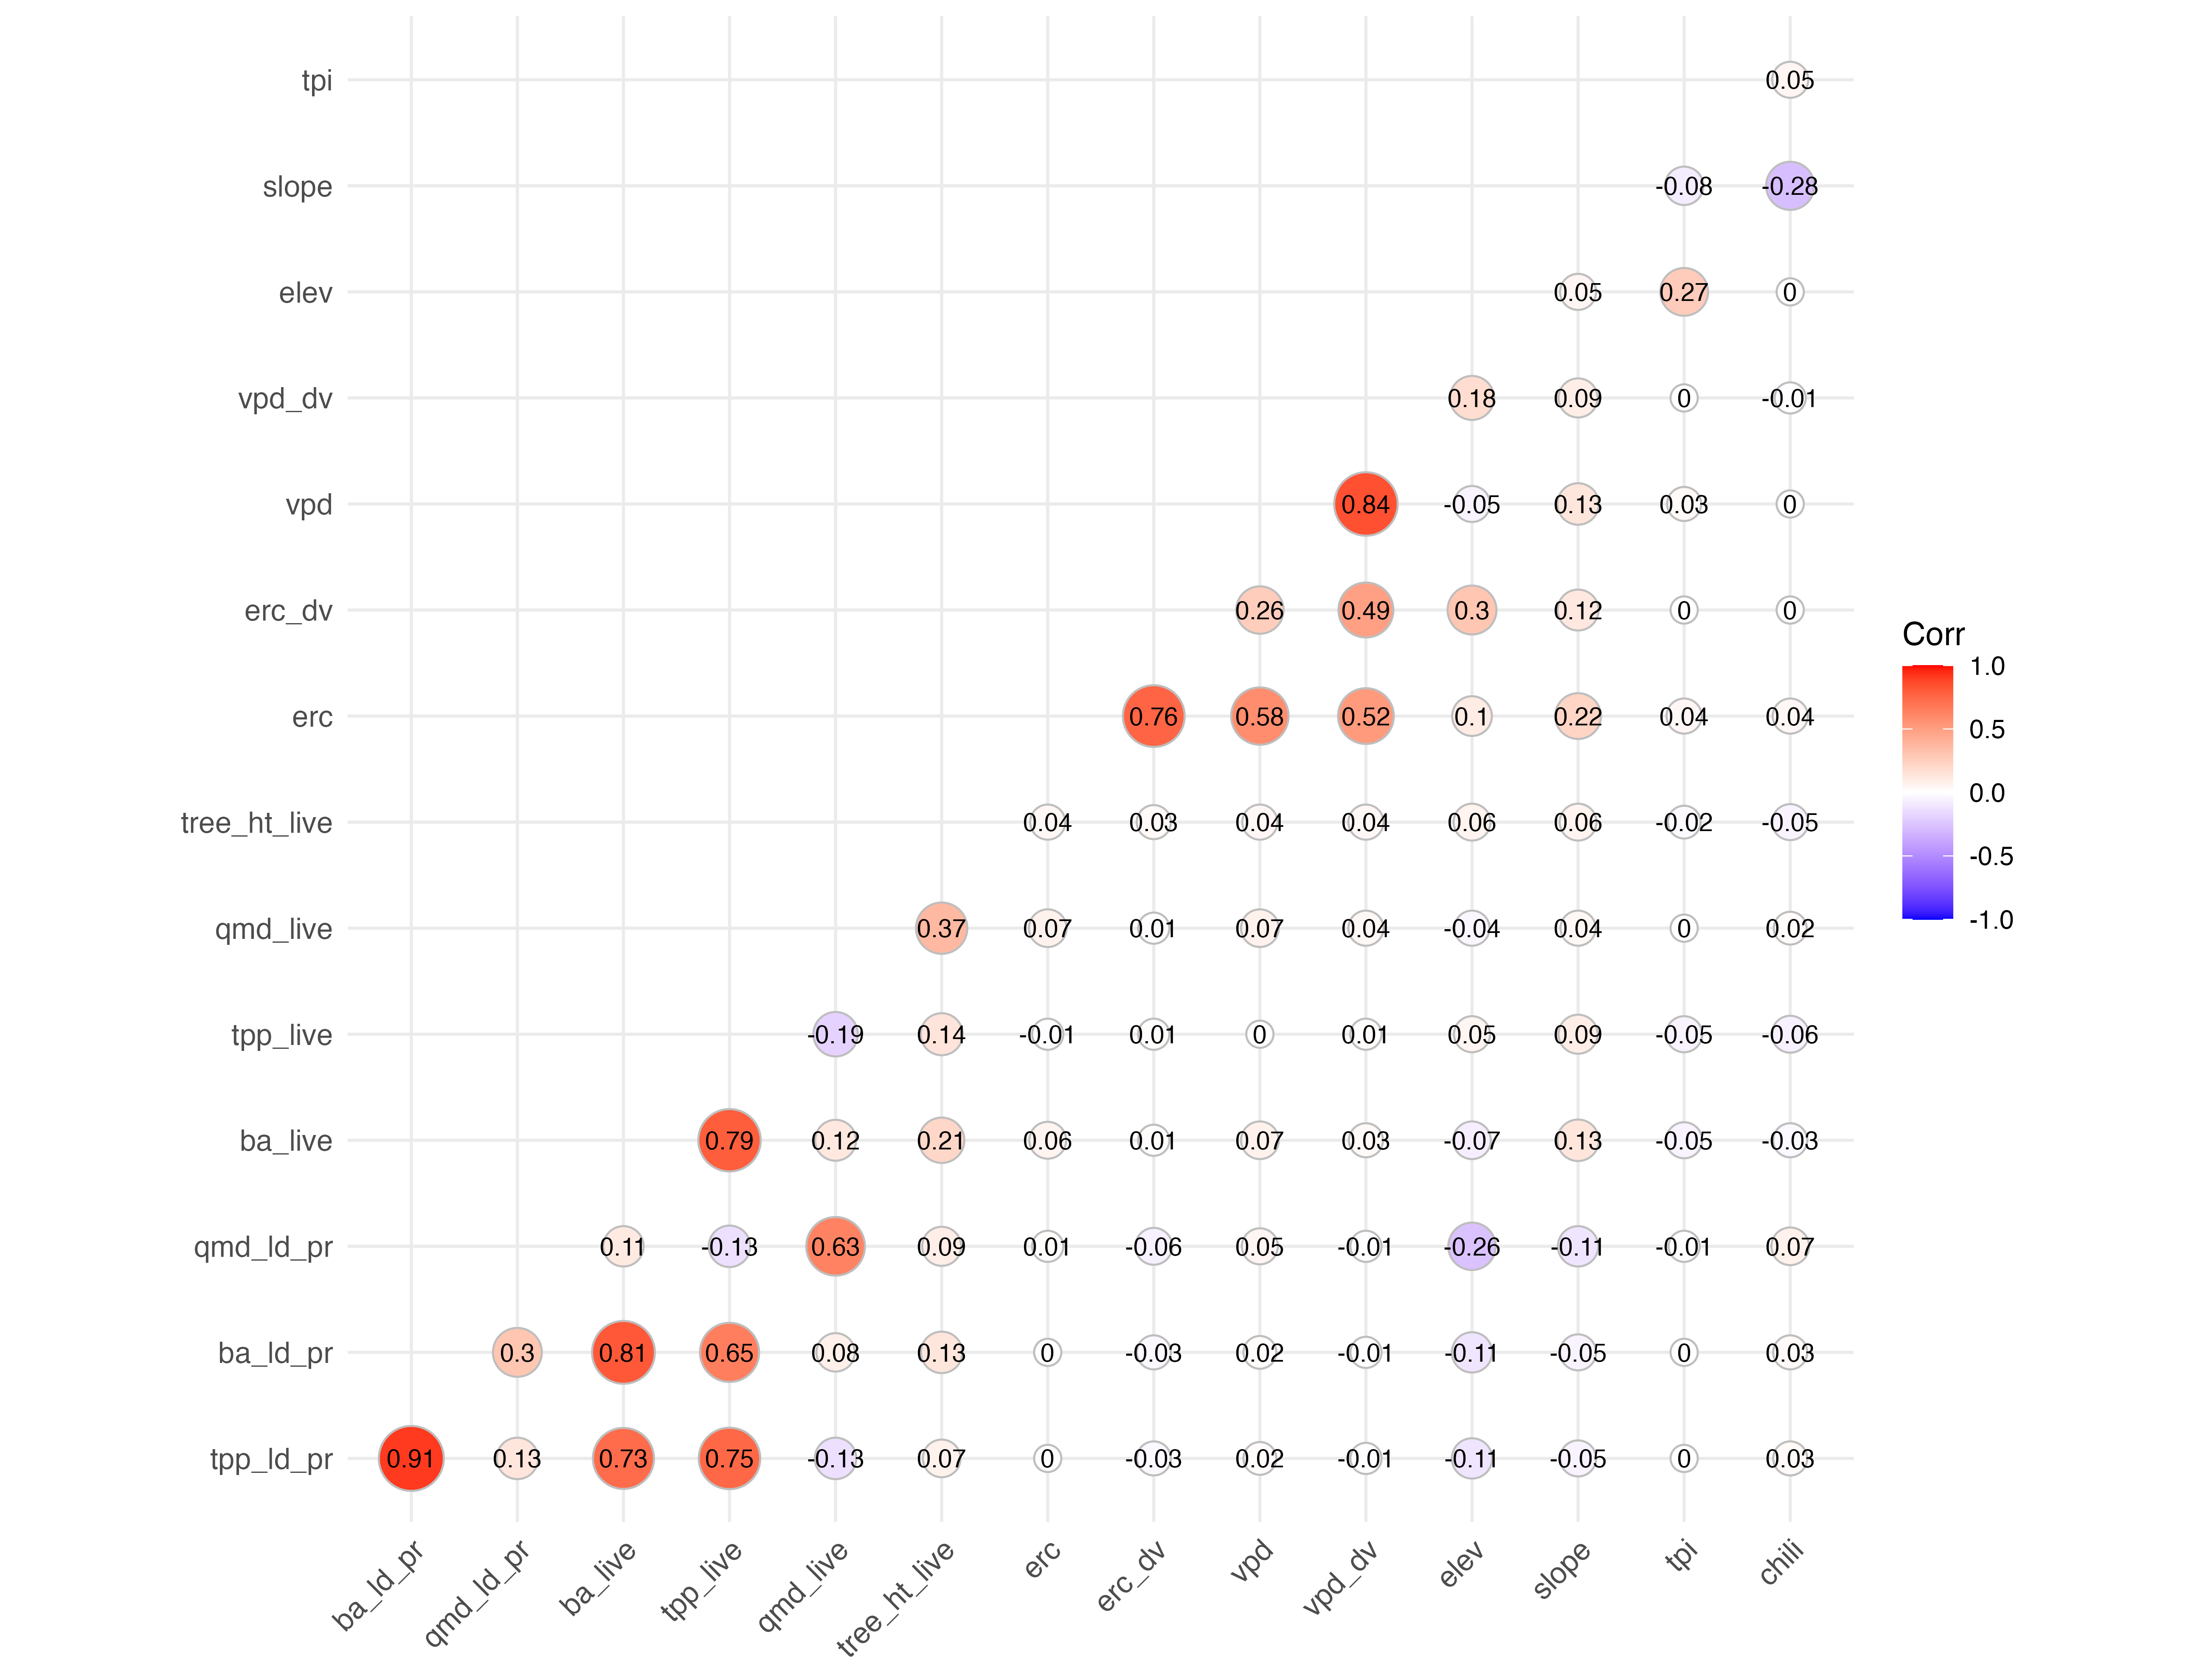 tpi 0.05
slope -0.08 -0.28
elev 0.05 0.27 0
vpd_dv 0.18 0.09 0 -0.01
vpd 0.84 -0.05 0.13 0.03 0
erc_dv 0.26 0.49 0.3 0.12 0 0
erc 0.76 0.58 0.52 0.1 0.22 0.04 0.04
tree_ht_live 0.04 0.03 0.04 0.04 0.06 0.06 -0.02 -0.05
qmd_live 0.37 0.07 0.01 0.07 0.04 -0.04 0.04 0 0.02
tpp_live -0.19 0.14 -0.01 0.01 0 0.01 0.05 0.09 -0.05 -0.06
ba_live 0.79 0.12 0.21 0.06 0.01 0.07 0.03 -0.07 0.13 -0.05 -0.03
qmd_ld_pr 0.11 -0.13 0.63 0.09 0.01 -0.06 0.05 -0.01 -0.26 -0.11 -0.01 0.07
ba_ld_pr 0.3 0.81 0.65 0.08 0.13 0 -0.03 0.02 -0.01 -0.11 -0.05 0 0.03
tpp_ld_pr 0.91 0.13 0.73 0.75 -0.13 0.07 0 -0.03 0.02 -0.01 -0.11 -0.05 0 0.03
ba_ld_pr qmd_ld_pr ba_live tpp_live qmd_live tree_ht_live erc erc_dv vpd vpd_dv elev slope tpi chili
Corr
1.0
0.5
0.0
-0.5
-1.0